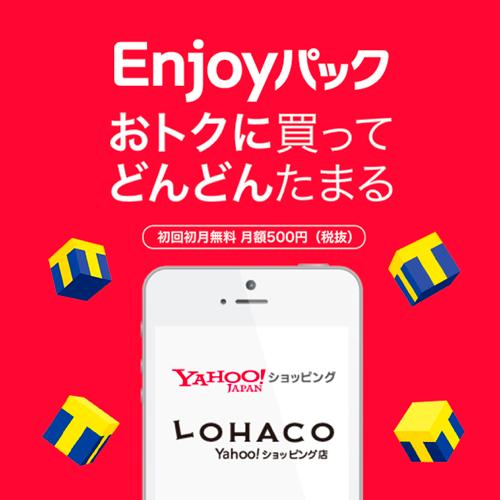 Enjoyパック
おトクに買って
どんどんたまる
初回初月無料 月額500円（税抜）
YAHOO!ショッピング
JAPAN
LOHACO
Yahoo!ショッピング店
T
T
T
T
T
T